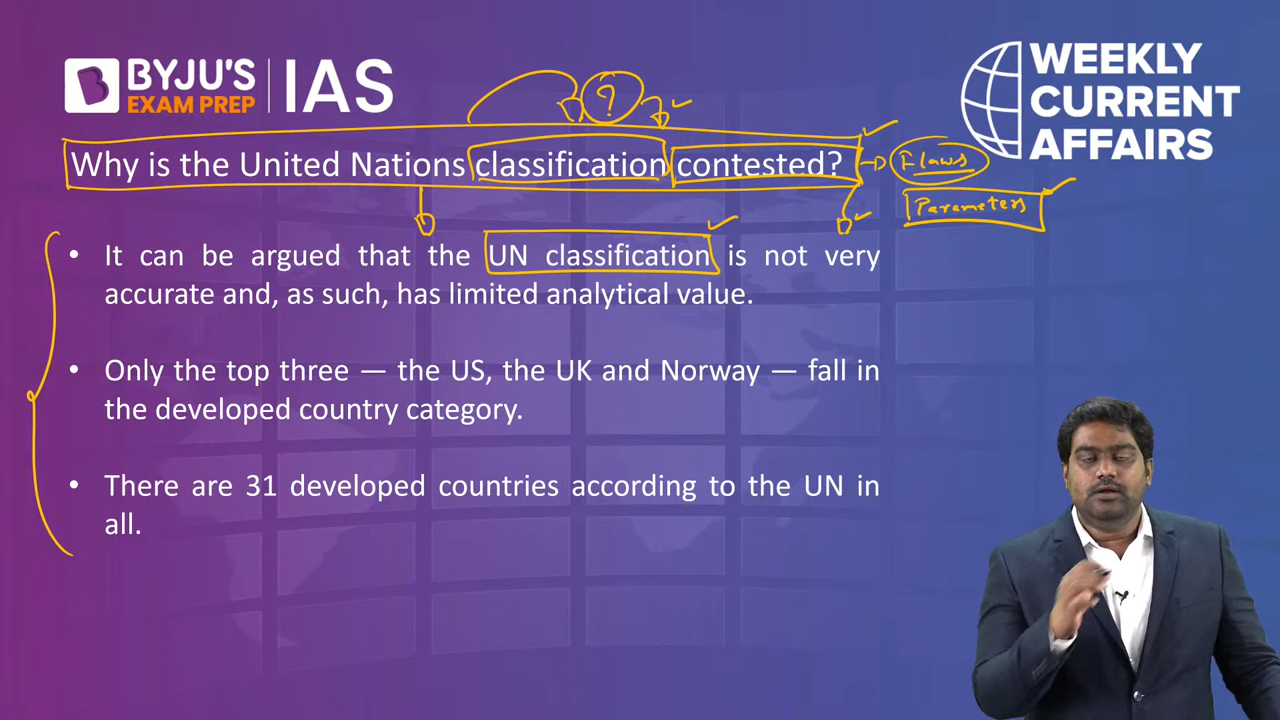 BYJU'S
EXAM PREP
IAS
WEEKLY
CURRENT
AFFAIRS
?
Why is the United Nations classification contested?
Flaws
Parameters
• It can be argued that the UN classification is not very
accurate and, as such, has limited analytical value.
• Only the top three — the US, the UK and Norway — fall in
the developed country category.
• There are 31 developed countries according to the UN in
all.